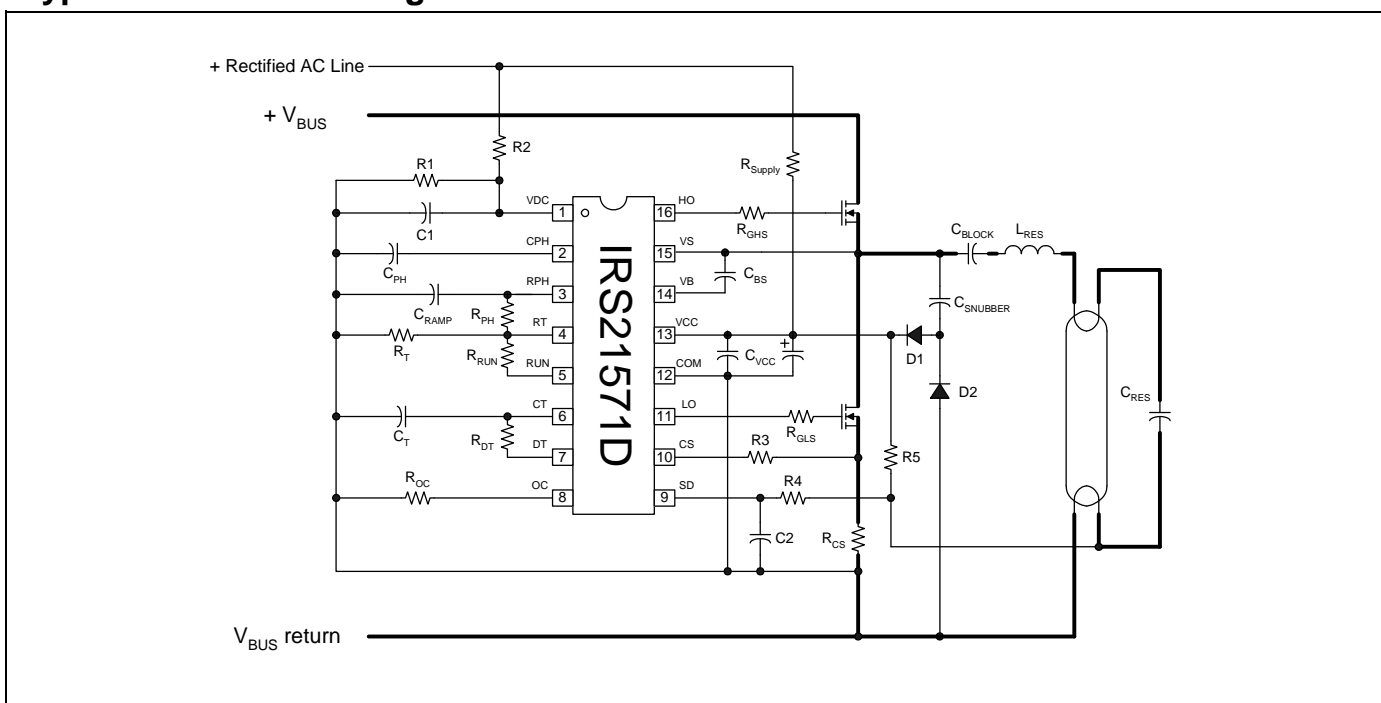 + Rectified AC Line
+ VBUS
R2
R1
RSupply
VDC
1
16
HO
RGHS
C1
CPH
2
15
VS
CBLOCK
LRES
CPH
CBS
RPH
3
14
VB
CSNUBBER
CRAMP
RPH
RT
4
13
VCC
RT
RRUN
CVCC
+
D1
RUN
5
12
COM
D2
CRES
CT
6
11
LO
CT
RDT
RGLS
DT
7
10
CS
R3
R5
ROC
OC
8
9
SD
R4
C2
RCS
IRS21571D
VBUS return